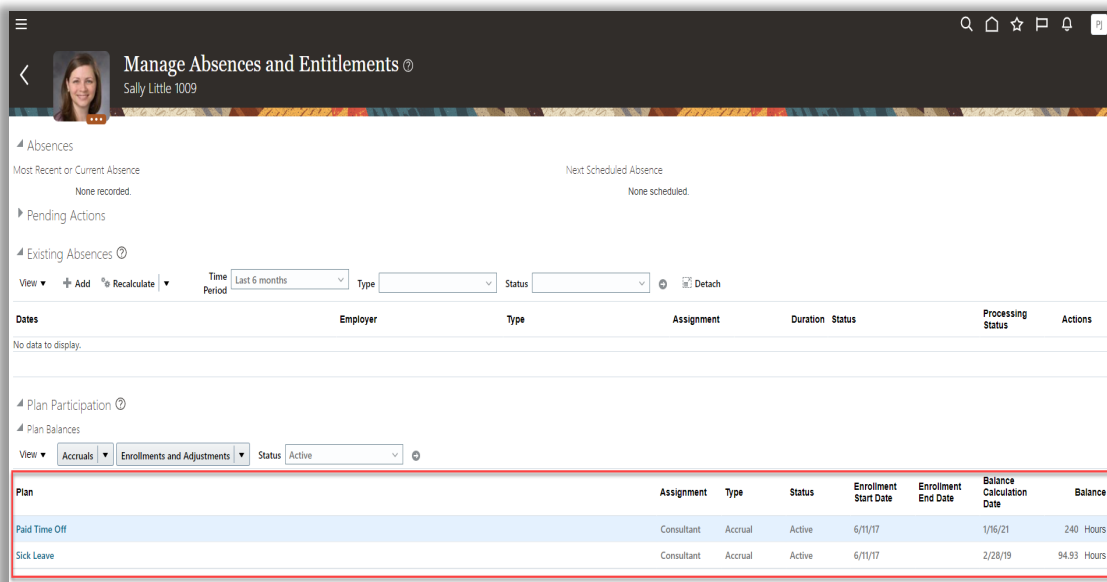 PJ
Manage Absences and Entitlements
Sally Little 1009
Absences
Most Recent or Current Absence Next Scheduled Absence
None recorded. None scheduled.
Pending Actions
Existing Absences
View Add Recalculate Time Period Last 6 months Type Status Detach
Dates Employer Type Assignment Duration Status Processing Status Actions
No data to display.
Plan Participation
Plan Balances
View Accruals Enrollments and Adjustments Status Active
Plan Assignment Type Status Enrollment Start Date Enrollment End Date Balance Calculation Date Balance
Paid Time Off Consultant Accrual Active 6/11/17 1/16/21 240 Hours
Sick Leave Consultant Accrual Active 6/11/17 2/28/19 94.93 Hours